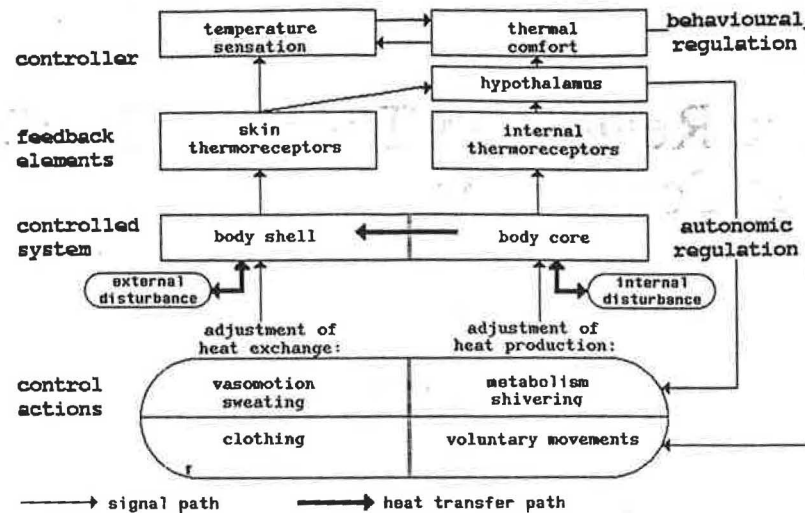 temperature
sensation
thermal
comfort
behavioural
regulation
controller
hypothalamus
feedback
elements
skin
thermoreceptors
internal
thermoreceptors
controlled
system
body shell
body core
autonomic
regulation
external
disturbance
internal
disturbance
adjustment of
heat exchange:
adjustment of
heat production:
control
actions
vasomotion
sweating
metabolism
shivering
clothing
voluntary movements
signal path
heat transfer path